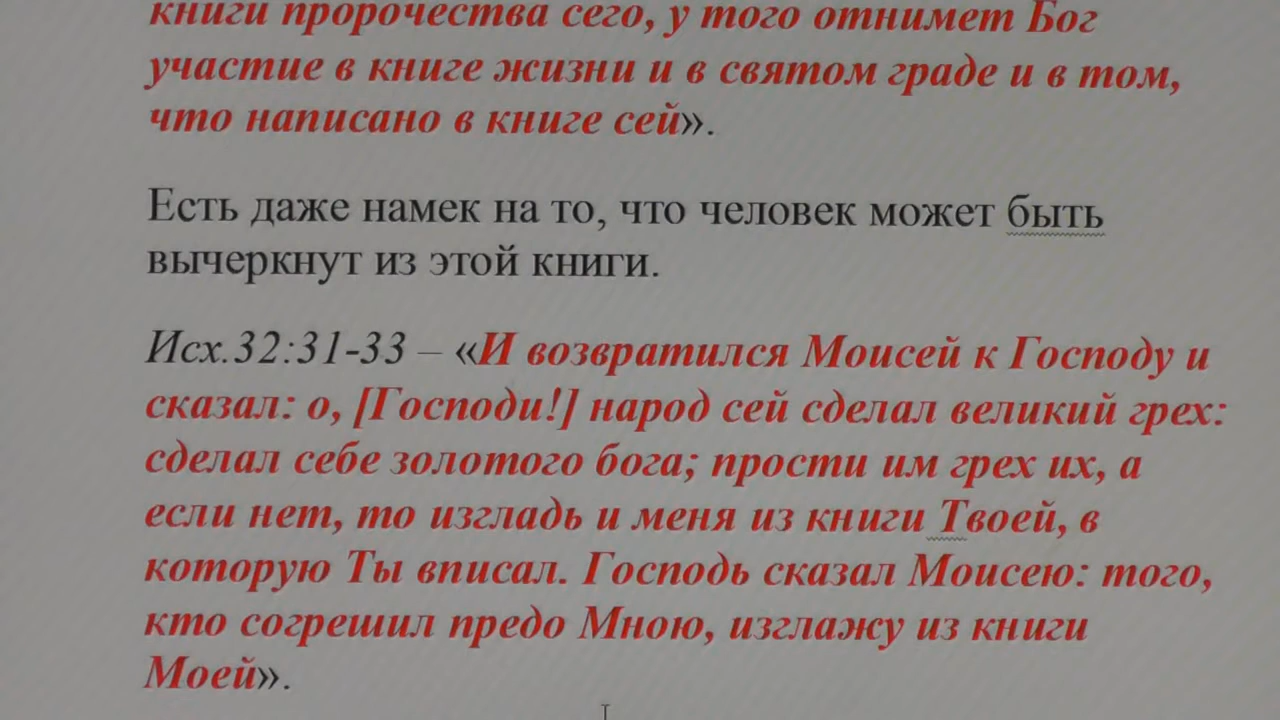 книги пророчества сего, у того отнимет Бог
участие в книге жизни и в святом граде и в том,
что написано в книге сей».
Есть даже намек на то, что человек может быть
вычеркнут из этой книги.
Исх.32:31-33 – «И возвратился Моисей к Господу и
сказал: о, [Господи!] народ сей сделал великий грех:
сделал себе золотого бога; прости им грех их, а
если нет, то изгладь и меня из книги Твоей, в
которую Ты вписал. Господь сказал Моисею: того,
кто согрешил предо Мною, изглажу из книги
Моей».